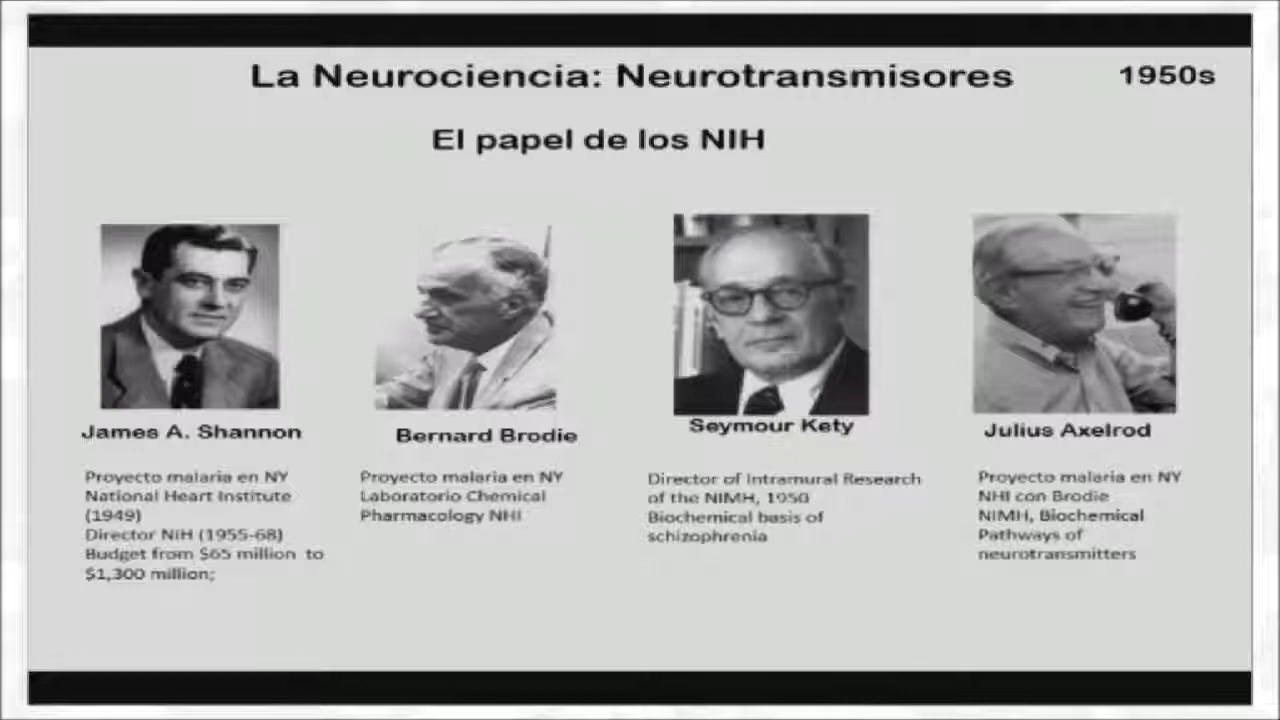 La Neurociencia: Neurotransmisores
1950s
El papel de los NIH
James A. Shannon
Proyecto malaria en NY
National Heart Institute
(1949)
Director NIH (1955-68)
Budget from $65 million to
$1,300 million;
Bernard Brodie
Proyecto malaria en NY
Laboratorio Chemical
Pharmacology NHI
Seymour Kety
Director of Intramural Research
of the NIMH, 1950
Biochemical basis of
schizophrenia
Julius Axelrod
Proyecto malaria en NY
NHI con Brodie
NIMH, Biochemical
Pathways of
neurotransmitters